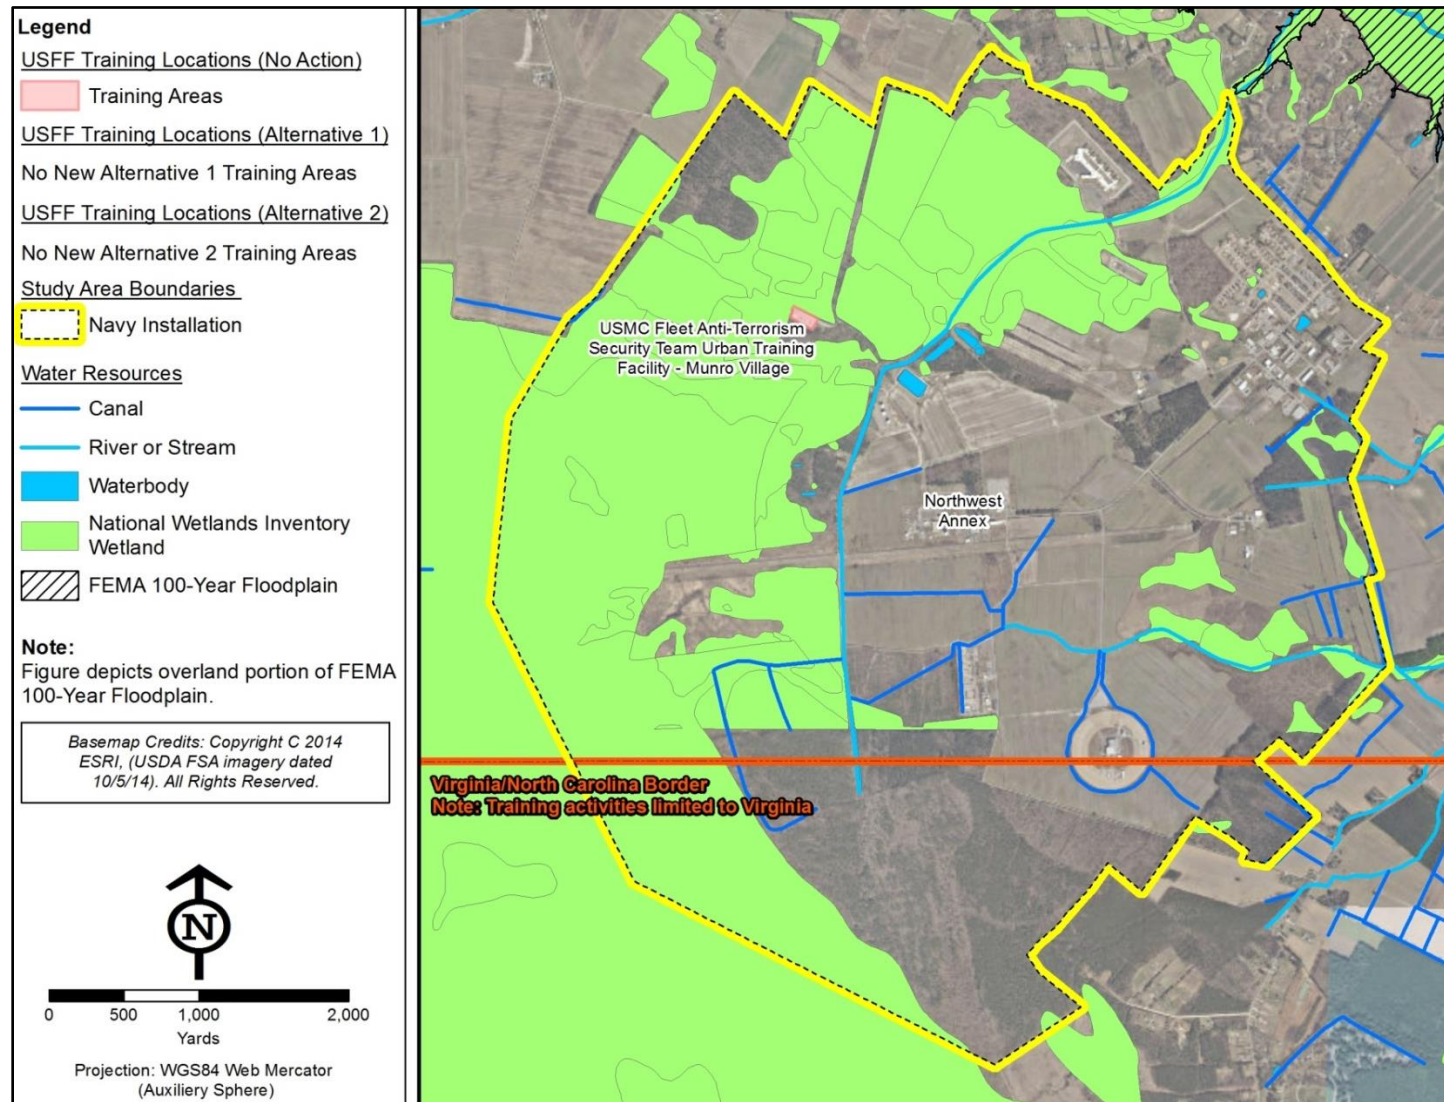 Legend
USFF Training Locations (No Action)
Training Areas
USFF Training Locations (Alternative 1)
No New Alternative 1 Training Areas
USFF Training Locations (Alternative 2)
No New Alternative 2 Training Areas
Study Area Boundaries
Navy Installation
Water Resources
Canal
River or Stream
Waterbody
National Wetlands Inventory
Wetland
FEMA 100-Year Floodplain
Note:
Figure depicts overland portion of FEMA
100-Year Floodplain.
Basemap Credits: Copyright C 2014
ESRI, (USDA FSA imagery dated
10/5/14). All Rights Reserved.
N
0 500 1,000 2,000
Yards
Projection: WGS84 Web Mercator
(Auxiliery Sphere)
USMC Fleet Anti-Terrorism
Security Team Urban Training
Facility - Munro Village
Northwest
Annex
Virginia/North Carolina Border
Note: Training activities limited to Virginia